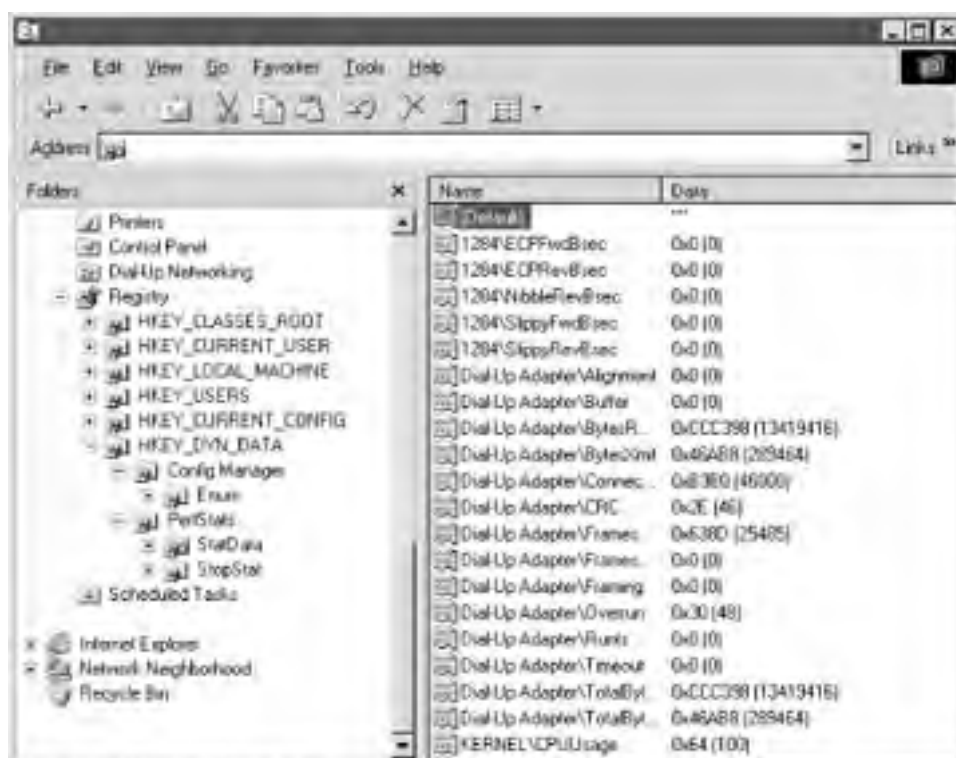 File Edit View Go Favorites Tools Help
Address
Links »
Folders
Printers
Control Panel
Dial-Up Networking
Registry
HKEY_CLASSES_ROOT
HKEY_CURRENT_USER
HKEY_LOCAL_MACHINE
HKEY_USERS
HKEY_CURRENT_CONFIG
HKEY_DYN_DATA
Config Manager
Enum
PerfStats
StatData
StopStat
Scheduled Tasks
Internet Explorer
Network Neighborhood
Recycle Bin
Name Data
(Default)
1284\ECPFwdBsec 0x0 (0)
1284\ECPRevBsec 0x0 (0)
1284\NibbleRevBsec 0x0 (0)
1284\SlippyFwdBsec 0x0 (0)
1284\SlippyRevBsec 0x0 (0)
Dial-Up Adapter\Alignment 0x0 (0)
Dial-Up Adapter\Buffer 0x0 (0)
Dial-Up Adapter\BytesR... 0xCCC398 (13419416)
Dial-Up Adapter\BytesXmit 0x46AB8 (289464)
Dial-Up Adapter\Connec... 0xB3B0 (46000)
Dial-Up Adapter\CRC 0x2E (46)
Dial-Up Adapter\Frames 0x638D (25485)
Dial-Up Adapter\Frames... 0x0 (0)
Dial-Up Adapter\Framing 0x0 (0)
Dial-Up Adapter\Overrun 0x30 (48)
Dial-Up Adapter\Runts 0x0 (0)
Dial-Up Adapter\Timeout 0x0 (0)
Dial-Up Adapter\TotalByt... 0xCCC398 (13419416)
Dial-Up Adapter\TotalByt... 0x46AB8 (289464)
KERNEL\CPUUsage 0x64 (100)